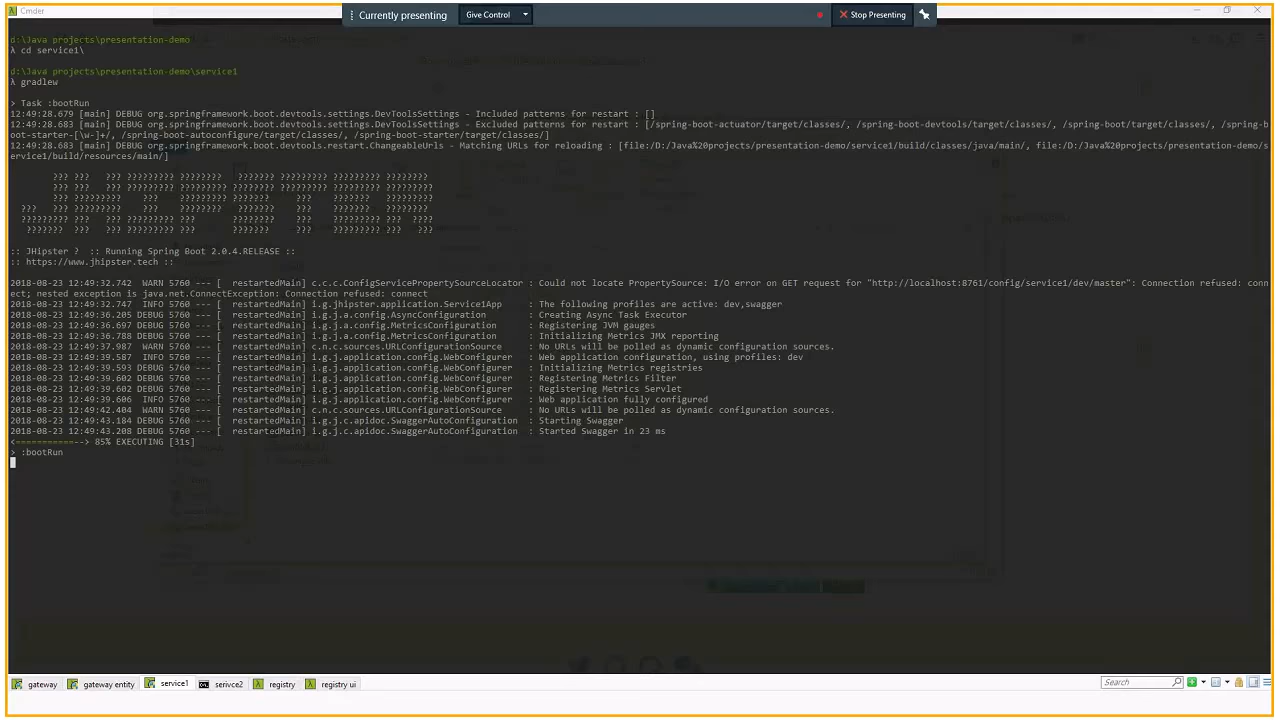 Cmder
Currently presenting
Give Control
Stop Presenting
d:\Java projects\presentation-demo
λ cd service1\
d:\Java projects\presentation-demo\service1
λ gradlew
> Task :bootRun
12:49:28.679 [main] DEBUG org.springframework.boot.devtools.settings.DevToolsSettings - Included patterns for restart : []
12:49:28.683 [main] DEBUG org.springframework.boot.devtools.settings.DevToolsSettings - Excluded patterns for restart : [/spring-boot-actuator/target/classes/, /spring-boot-devtools/target/classes/, /spring-boot/target/classes/, /spring-b
oot-starter-[\w-]+/, /spring-boot-autoconfigure/target/classes/, /spring-boot-starter/target/classes/]
12:49:28.683 [main] DEBUG org.springframework.boot.devtools.restart.ChangeableUrls - Matching URLs for reloading : [file:/D:/Java%20projects/presentation-demo/service1/build/classes/java/main/, file:/D:/Java%20projects/presentation-demo/s
ervice1/build/resources/main/]
:: JHipster ?  :: Running Spring Boot 2.0.4.RELEASE ::
:: https://www.jhipster.tech ::
2018-08-23 12:49:32.742  WARN 5760 --- [  restartedMain] c.c.c.ConfigServicePropertySourceLocator : Could not locate PropertySource: I/O error on GET request for "http://localhost:8761/config/service1/dev/master": Connection refused: conn
ect; nested exception is java.net.ConnectException: Connection refused: connect
2018-08-23 12:49:32.747  INFO 5760 --- [  restartedMain] i.g.jhipster.application.Service1App     : The following profiles are active: dev,swagger
2018-08-23 12:49:36.205 DEBUG 5760 --- [  restartedMain] i.g.j.a.config.AsyncConfiguration        : Creating Async Task Executor
2018-08-23 12:49:36.697 DEBUG 5760 --- [  restartedMain] i.g.j.a.config.MetricsConfiguration      : Registering JVM gauges
2018-08-23 12:49:36.788 DEBUG 5760 --- [  restartedMain] i.g.j.a.config.MetricsConfiguration      : Initializing Metrics JMX reporting
2018-08-23 12:49:37.987  WARN 5760 --- [  restartedMain] c.n.c.sources.URLConfigurationSource     : No URLs will be polled as dynamic configuration sources.
2018-08-23 12:49:39.587  INFO 5760 --- [  restartedMain] i.g.j.application.config.WebConfigurer   : Web application configuration, using profiles: dev
2018-08-23 12:49:39.593 DEBUG 5760 --- [  restartedMain] i.g.j.application.config.WebConfigurer   : Initializing Metrics registries
2018-08-23 12:49:39.602 DEBUG 5760 --- [  restartedMain] i.g.j.application.config.WebConfigurer   : Registering Metrics Filter
2018-08-23 12:49:39.602 DEBUG 5760 --- [  restartedMain] i.g.j.application.config.WebConfigurer   : Registering Metrics Servlet
2018-08-23 12:49:39.606  INFO 5760 --- [  restartedMain] i.g.j.application.config.WebConfigurer   : Web application fully configured
2018-08-23 12:49:42.404  WARN 5760 --- [  restartedMain] c.n.c.sources.URLConfigurationSource     : No URLs will be polled as dynamic configuration sources.
2018-08-23 12:49:43.184 DEBUG 5760 --- [  restartedMain] i.g.j.c.apidoc.SwaggerAutoConfiguration  : Starting Swagger
2018-08-23 12:49:43.208 DEBUG 5760 --- [  restartedMain] i.g.j.c.apidoc.SwaggerAutoConfiguration  : Started Swagger in 23 ms
<===========--> 85% EXECUTING [31s]
> :bootRun
gateway
gateway entity
service1
serivce2
registry
registry ui
Search